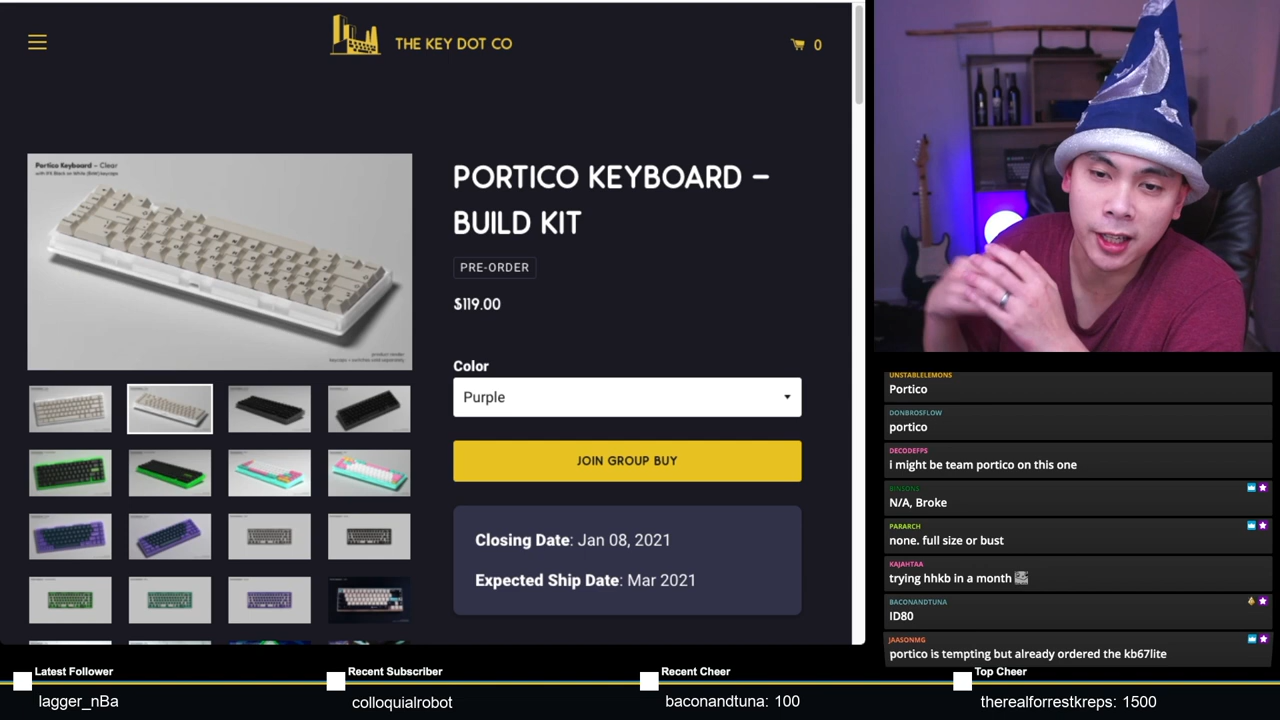 THE KEY DOT CO
0
Portico Keyboard – Clear
PORTICO KEYBOARD –
BUILD KIT
PRE-ORDER
$119.00
Color
Purple
JOIN GROUP BUY
Closing Date: Jan 08, 2021
Expected Ship Date: Mar 2021
UNSTABLELEMONS
Portico
DONBROSFLOW
portico
DECODEFPS
i might be team portico on this one
BINSONS
N/A, Broke
PARARCH
none. full size or bust
KAJAHTAA
trying hhkb in a month
BACONANDTUNA
ID80
JAASONMG
portico is tempting but already ordered the kb67lite
Latest Follower
lagger_nBa
Recent Subscriber
colloquialrobot
Recent Cheer
baconandtuna: 100
Top Cheer
therealforrestkreps: 1500